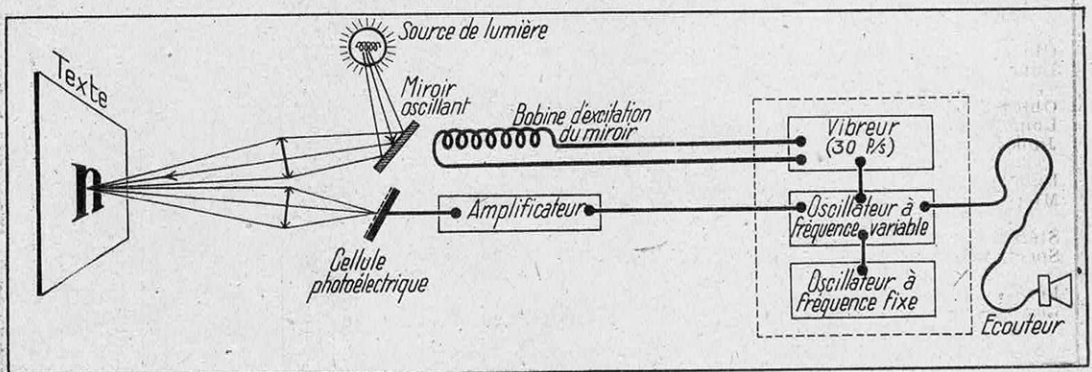 Source de lumière
Texte
Miroir
oscillant
Bobine d'excitation
du miroir
Vibreur
(30 P/s)
n
Amplificateur
Oscillateur à
fréquence variable
Cellule
photoélectrique
Oscillateur à
fréquence fixe
Ecouteur